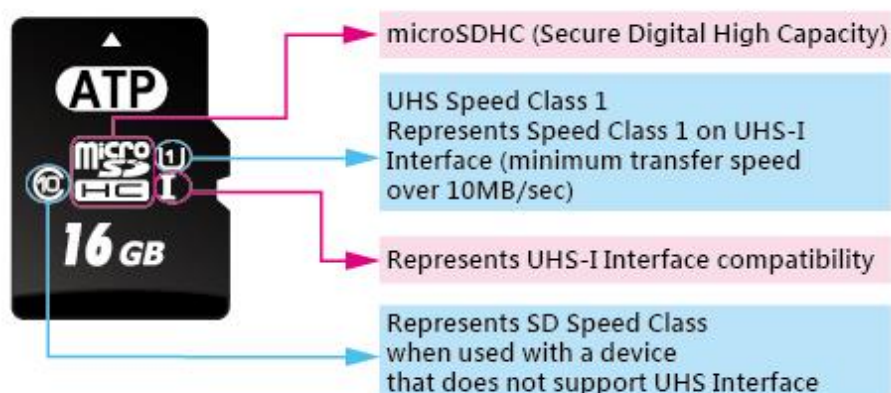 ATP
micro
SD
HC
1
I
10
16 GB
microSDHC (Secure Digital High Capacity)
UHS Speed Class 1
Represents Speed Class 1 on UHS-I
Interface (minimum transfer speed
over 10MB/sec)
Represents UHS-I Interface compatibility
Represents SD Speed Class
when used with a device
that does not support UHS Interface